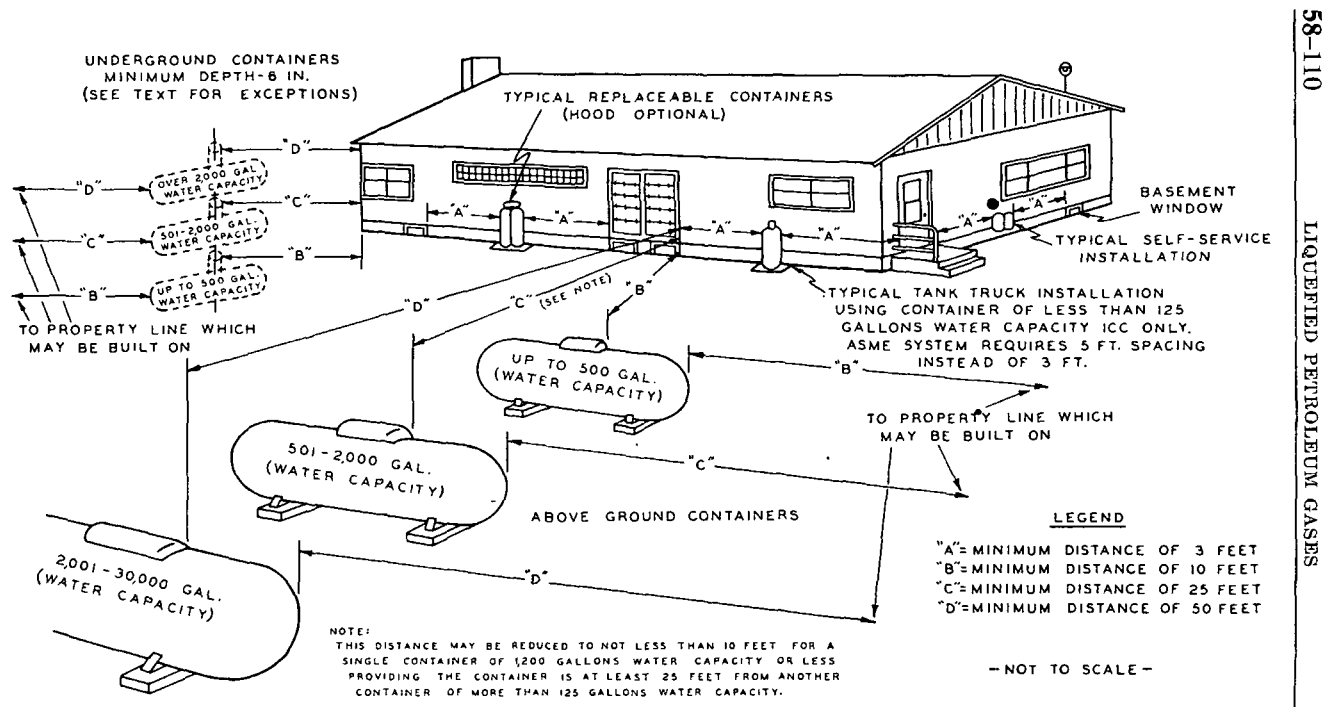 58-110
LIQUEFIED PETROLEUM GASES
UNDERGROUND CONTAINERS
MINIMUM DEPTH-6 IN.
(SEE TEXT FOR EXCEPTIONS)
TYPICAL REPLACEABLE CONTAINERS
(HOOD OPTIONAL)
"D"
"D"
OVER 2,000 GAL.
WATER CAPACITY
"C"
"C"
501-2,000 GAL.
WATER CAPACITY
"B"
"B"
UP TO 500 GAL.
WATER CAPACITY
TO PROPERTY LINE WHICH
MAY BE BUILT ON
"A"
"A"
"A"
"A"
"A"
"A"
BASEMENT
WINDOW
TYPICAL SELF-SERVICE
INSTALLATION
TYPICAL TANK TRUCK INSTALLATION
USING CONTAINER OF LESS THAN 125
GALLONS WATER CAPACITY ICC ONLY.
ASME SYSTEM REQUIRES 5 FT. SPACING
INSTEAD OF 3 FT.
"D"
"C" (SEE NOTE)
"B"
UP TO 500 GAL.
(WATER CAPACITY)
"B"
TO PROPERTY LINE WHICH
MAY BE BUILT ON
501-2,000 GAL.
(WATER CAPACITY)
"C"
ABOVE GROUND CONTAINERS
2,001-30,000 GAL.
(WATER CAPACITY)
"D"
LEGEND
"A"=MINIMUM DISTANCE OF 3 FEET
"B"=MINIMUM DISTANCE OF 10 FEET
"C"=MINIMUM DISTANCE OF 25 FEET
"D"=MINIMUM DISTANCE OF 50 FEET
NOTE:
THIS DISTANCE MAY BE REDUCED TO NOT LESS THAN 10 FEET FOR A
SINGLE CONTAINER OF 1,200 GALLONS WATER CAPACITY OR LESS
PROVIDING THE CONTAINER IS AT LEAST 25 FEET FROM ANOTHER
CONTAINER OF MORE THAN 125 GALLONS WATER CAPACITY.
-NOT TO SCALE-